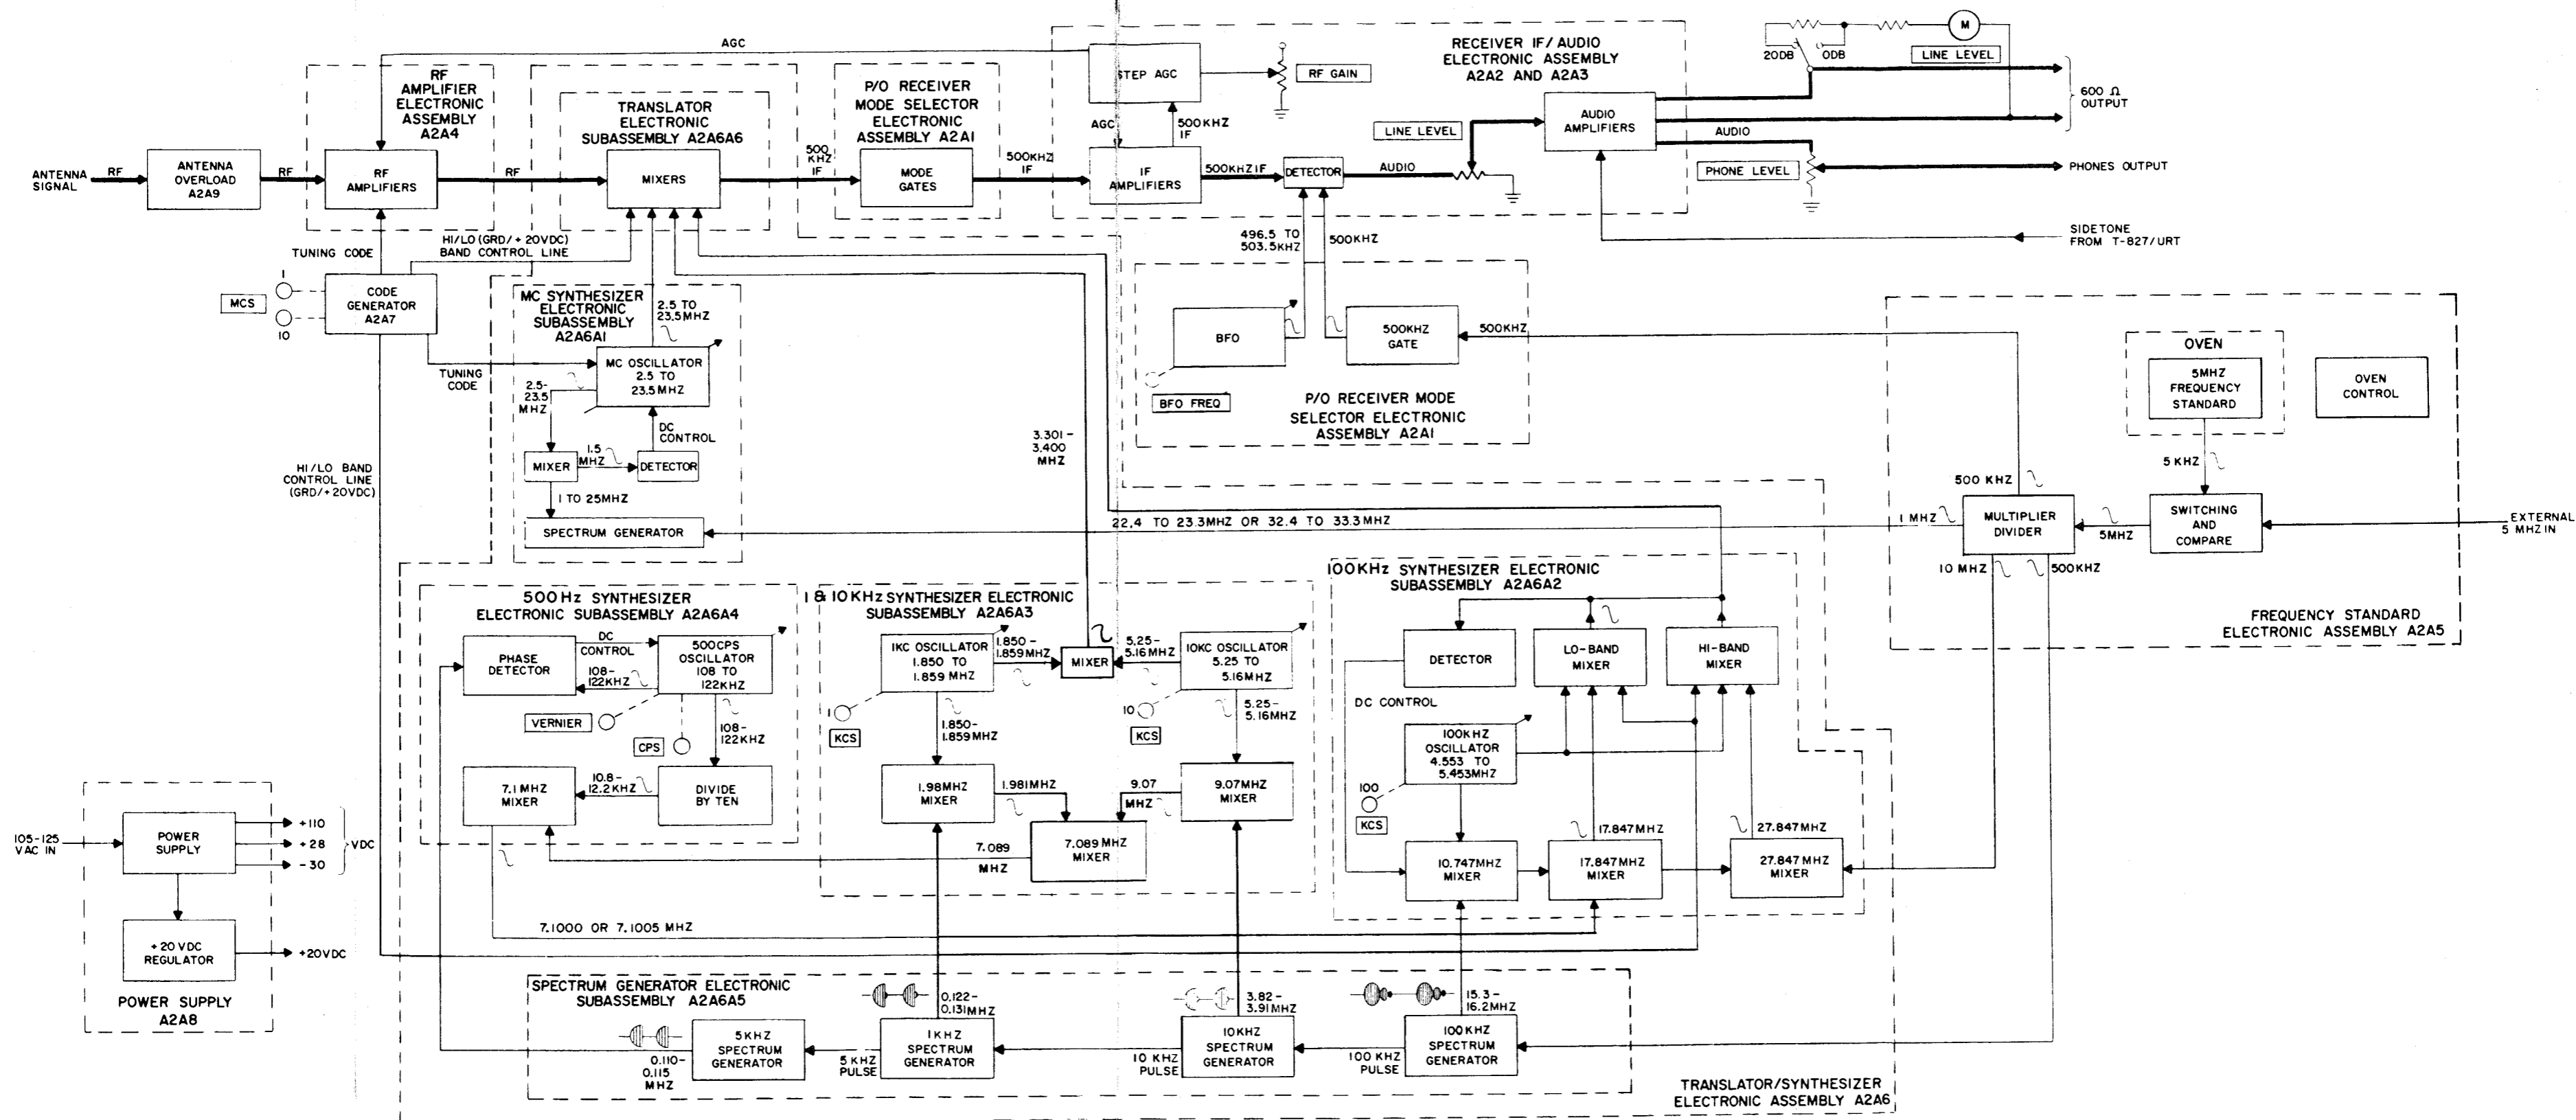 AGC
RF
AMPLIFIER
ELECTRONIC
ASSEMBLY
A2A4
TRANSLATOR
ELECTRONIC
SUBASSEMBLY A2A6A6
P/O RECEIVER
MODE SELECTOR
ELECTRONIC
ASSEMBLY A2A1
STEP AGC
RF GAIN
RECEIVER IF/AUDIO
ELECTRONIC ASSEMBLY
A2A2 AND A2A3
20DB
0DB
M
LINE LEVEL
600 Ω
OUTPUT
ANTENNA
SIGNAL
RF
ANTENNA
OVERLOAD
A2A9
RF
RF
AMPLIFIERS
RF
MIXERS
500
KHZ
IF
MODE
GATES
500KHZ
IF
AGC
500KHZ
IF
IF
AMPLIFIERS
500KHZ IF
DETECTOR
AUDIO
LINE LEVEL
AUDIO
AMPLIFIERS
AUDIO
PHONE LEVEL
PHONES OUTPUT
SIDETONE
FROM T-827/URT
TUNING CODE
HI/LO (GRD/+20VDC)
BAND CONTROL LINE
MCS
1
10
CODE
GENERATOR
A2A7
TUNING
CODE
HI/LO BAND
CONTROL LINE
(GRD/+20VDC)
MC SYNTHESIZER
ELECTRONIC
SUBASSEMBLY
A2A6A1
2.5 TO
23.5MHZ
MC OSCILLATOR
2.5 TO
23.5MHZ
2.5-
23.5
MHZ
DC
CONTROL
MIXER
1.5
MHZ
DETECTOR
1 TO 25MHZ
SPECTRUM GENERATOR
3.301-
3.400
MHZ
22.4 TO 23.3MHZ OR 32.4 TO 33.3MHZ
496.5 TO
503.5KHZ
500KHZ
BFO
500KHZ
GATE
500KHZ
BFO FREQ
P/O RECEIVER MODE
SELECTOR ELECTRONIC
ASSEMBLY A2A1
OVEN
5MHZ
FREQUENCY
STANDARD
OVEN
CONTROL
5 KHZ
500 KHZ
1 MHZ
MULTIPLIER
DIVIDER
5MHZ
SWITCHING
AND
COMPARE
EXTERNAL
5 MHZ IN
10 MHZ
500KHZ
FREQUENCY STANDARD
ELECTRONIC ASSEMBLY A2A5
500Hz SYNTHESIZER
ELECTRONIC SUBASSEMBLY A2A6A4
PHASE
DETECTOR
DC
CONTROL
108-
122KHZ
500CPS
OSCILLATOR
108 TO
122KHZ
VERNIER
CPS
108-
122KHZ
7.1 MHZ
MIXER
10.8-
12.2KHZ
DIVIDE
BY TEN
1 & 10KHz SYNTHESIZER ELECTRONIC
SUBASSEMBLY A2A6A3
1KC OSCILLATOR
1.850 TO
1.859 MHZ
1.850-
1.859MHZ
MIXER
5.25-
5.16MHZ
10KC OSCILLATOR
5.25 TO
5.16MHZ
1
KCS
1.850-
1.859MHZ
10
KCS
5.25-
5.16MHZ
1.98MHZ
MIXER
1.981MHZ
9.07
MHZ
9.07MHZ
MIXER
7.089MHZ
MIXER
7.089
MHZ
100KHz SYNTHESIZER ELECTRONIC
SUBASSEMBLY A2A6A2
DETECTOR
LO-BAND
MIXER
HI-BAND
MIXER
DC CONTROL
100KHZ
OSCILLATOR
4.553 TO
5.453MHZ
100
KCS
17.847MHZ
27.847MHZ
10.747MHZ
MIXER
17.847MHZ
MIXER
27.847MHZ
MIXER
105-125
VAC IN
POWER
SUPPLY
+110
+28
-30
VDC
+20VDC
REGULATOR
+20VDC
POWER SUPPLY
A2A8
7.1000 OR 7.1005 MHZ
SPECTRUM GENERATOR ELECTRONIC
SUBASSEMBLY A2A6A5
0.122-
0.131MHZ
3.82-
3.91MHZ
15.3-
16.2MHZ
0.110-
0.115
MHZ
5KHZ
SPECTRUM
GENERATOR
5 KHZ
PULSE
1KHZ
SPECTRUM
GENERATOR
10 KHZ
PULSE
10KHZ
SPECTRUM
GENERATOR
100 KHZ
PULSE
100KHZ
SPECTRUM
GENERATOR
TRANSLATOR/SYNTHESIZER
ELECTRONIC ASSEMBLY A2A6